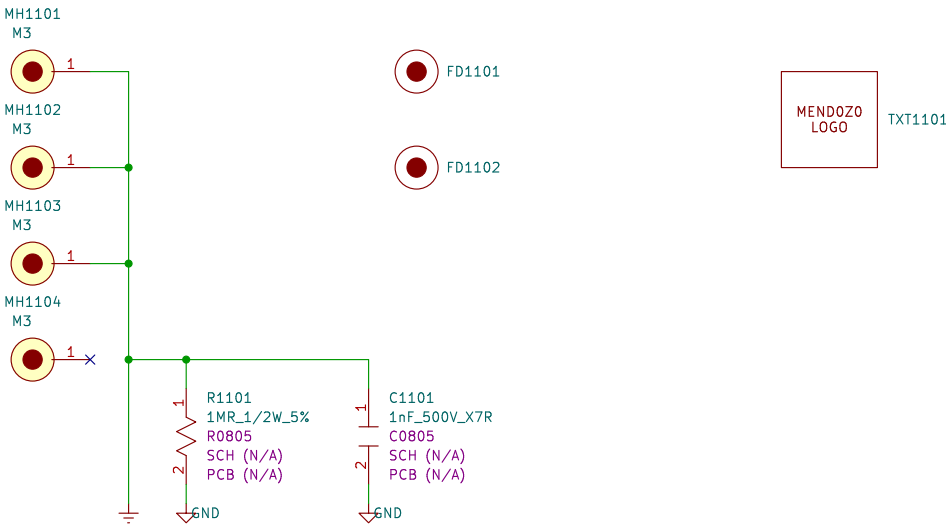 MH1101
M3
1
MH1102
M3
1
MH1103
M3
1
MH1104
M3
1
FD1101
FD1102
MENDOZO
LOGO
TXT1101
1
R1101
1MR_1/2W_5%
R0805
SCH (N/A)
PCB (N/A)
2
GND
1
C1101
1nF_500V_X7R
C0805
SCH (N/A)
PCB (N/A)
2
GND